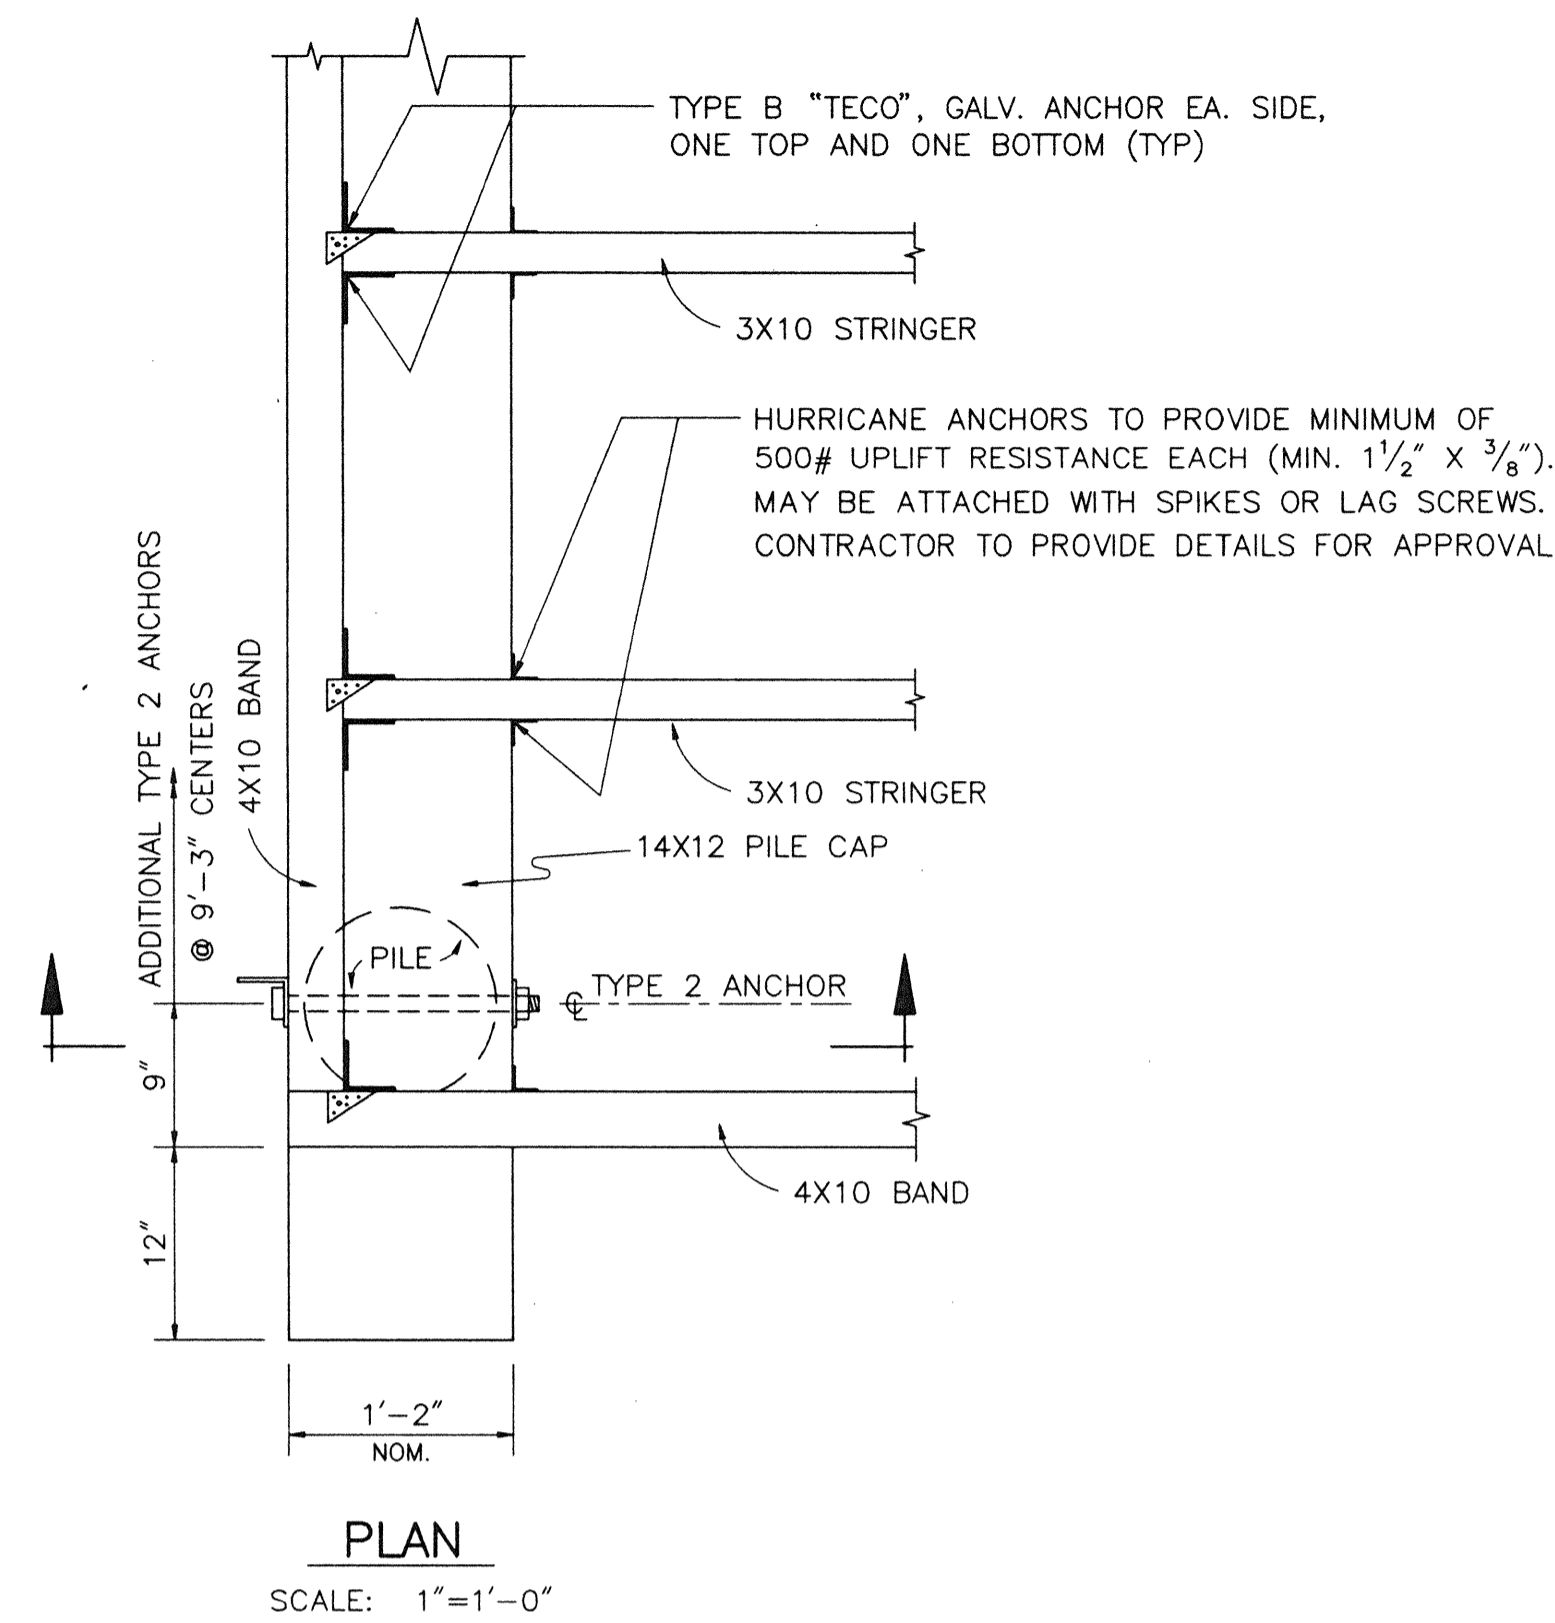 TYPE B "TECO", GALV. ANCHOR EA. SIDE,
ONE TOP AND ONE BOTTOM (TYP)
3X10 STRINGER
HURRICANE ANCHORS TO PROVIDE MINIMUM OF
500# UPLIFT RESISTANCE EACH (MIN. 1 1/2" X 3/8").
MAY BE ATTACHED WITH SPIKES OR LAG SCREWS.
CONTRACTOR TO PROVIDE DETAILS FOR APPROVAL
ADDITIONAL TYPE 2 ANCHORS
@ 9'-3" CENTERS
4X10 BAND
3X10 STRINGER
14X12 PILE CAP
PILE
℄ TYPE 2 ANCHOR
9"
12"
4X10 BAND
1'-2"
NOM.
PLAN
SCALE: 1"=1'-0"